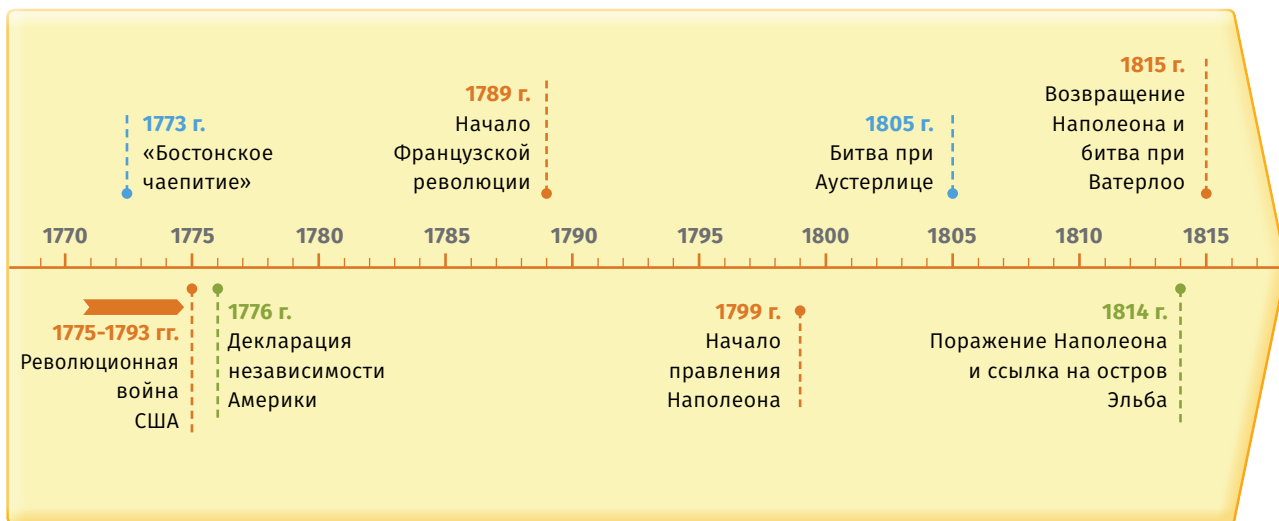 1773 г.
«Бостонское
чаепитие»
1789 г.
Начало
Французской
революции
1805 г.
Битва при
Аустерлице
1815 г.
Возвращение
Наполеона и
битва при
Ватерлоо
1770 1775 1780 1785 1790 1795 1800 1805 1810 1815
1775-1793 гг.
Революционная
война
США
1776 г.
Декларация
независимости
Америки
1799 г.
Начало
правления
Наполеона
1814 г.
Поражение Наполеона
и ссылка на остров
Эльба